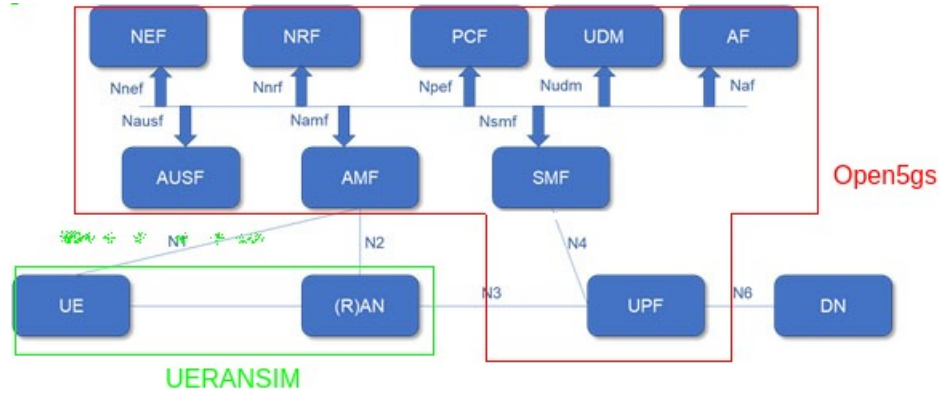 NEF NRF PCF UDM AF
Nnef Nnrf Npef Nudm Naf
Nausf Namf Nsmf
AUSF AMF SMF
Open5gs
N1 N2 N4
UE (R)AN N3 UPF N6 DN
UERANSIM